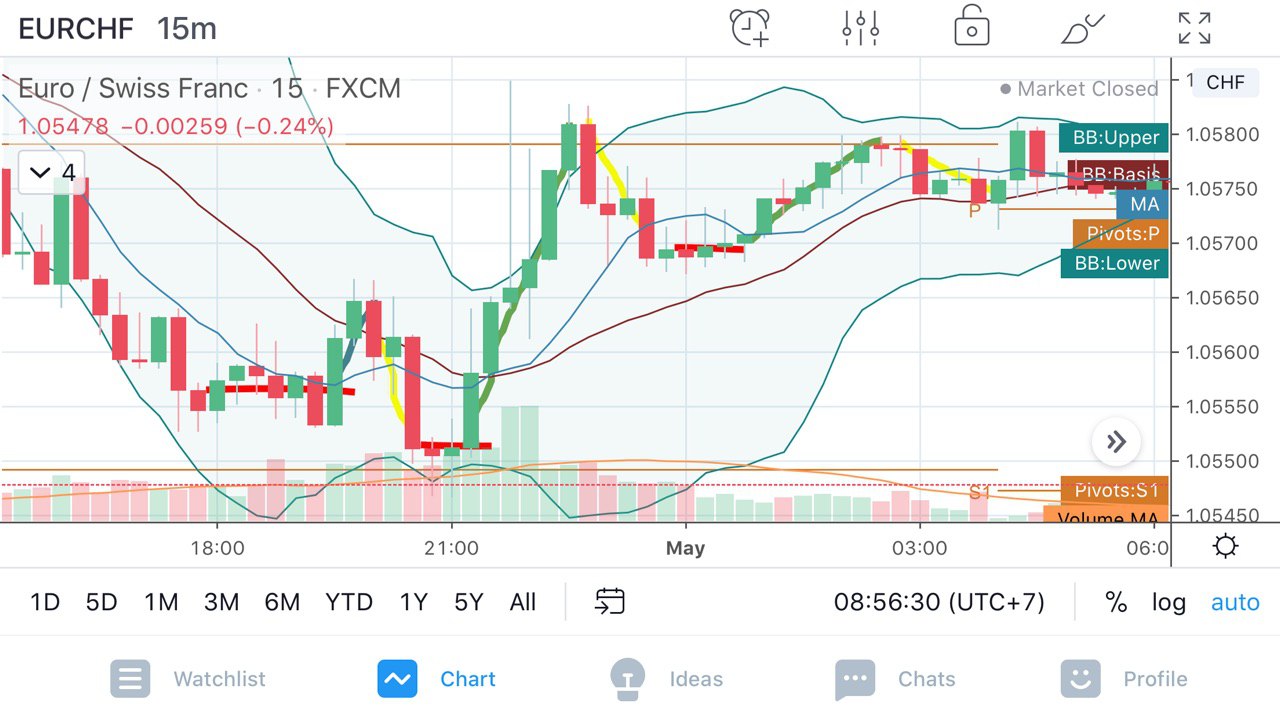 EURCHF 15m
Euro / Swiss Franc · 15 · FXCM
Market Closed
CHF
1.05478 −0.00259 (−0.24%)
4
BB:Upper
BB:Basis
MA
P
Pivots:P
BB:Lower
S1
Pivots:S1
Volume MA
1.05800
1.05750
1.05700
1.05650
1.05600
1.05550
1.05500
1.05450
18:00 21:00 May 03:00 06:0
1D 5D 1M 3M 6M YTD 1Y 5Y All 08:56:30 (UTC+7) % log auto
Watchlist Chart Ideas Chats Profile